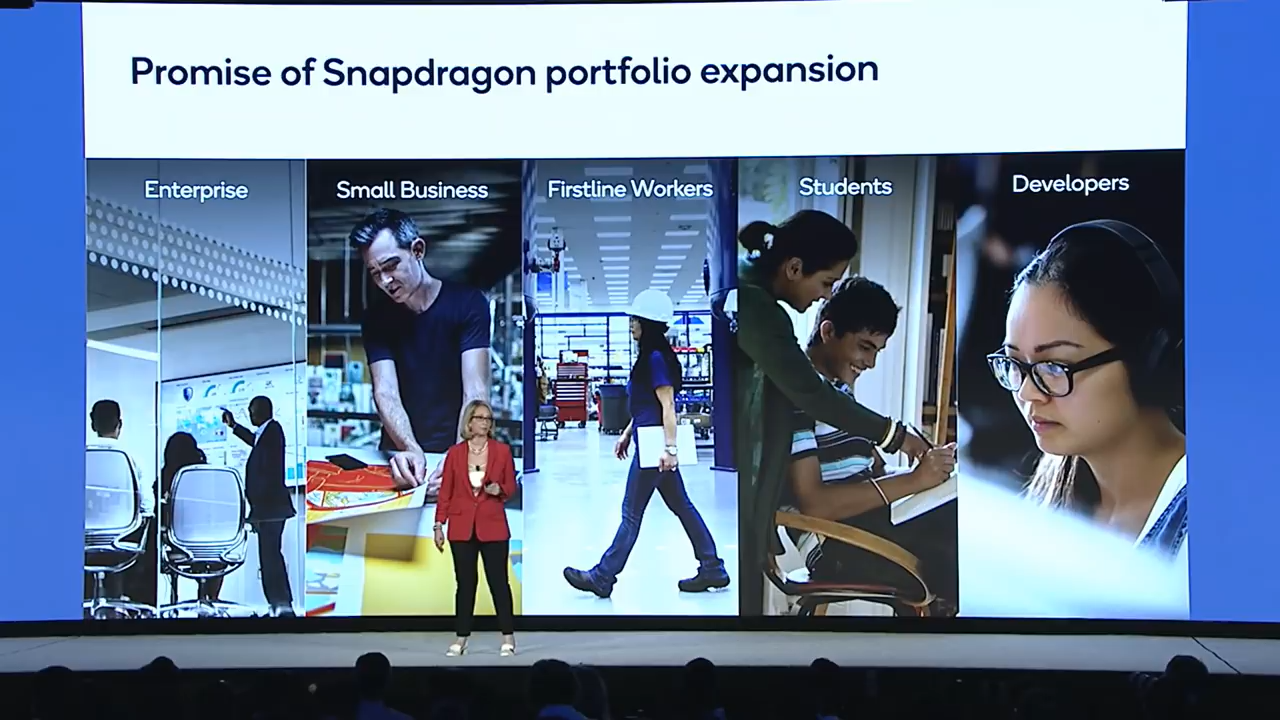 Promise of Snapdragon portfolio expansion
Enterprise
Small Business
Firstline Workers
Students
Developers